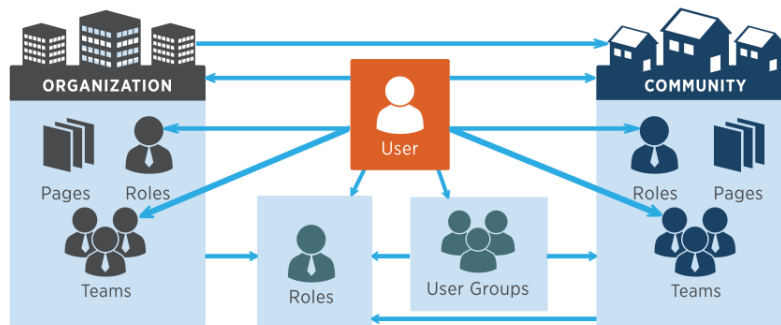 ORGANIZATION
COMMUNITY
User
Pages
Roles
Roles
Pages
Teams
Roles
User Groups
Teams